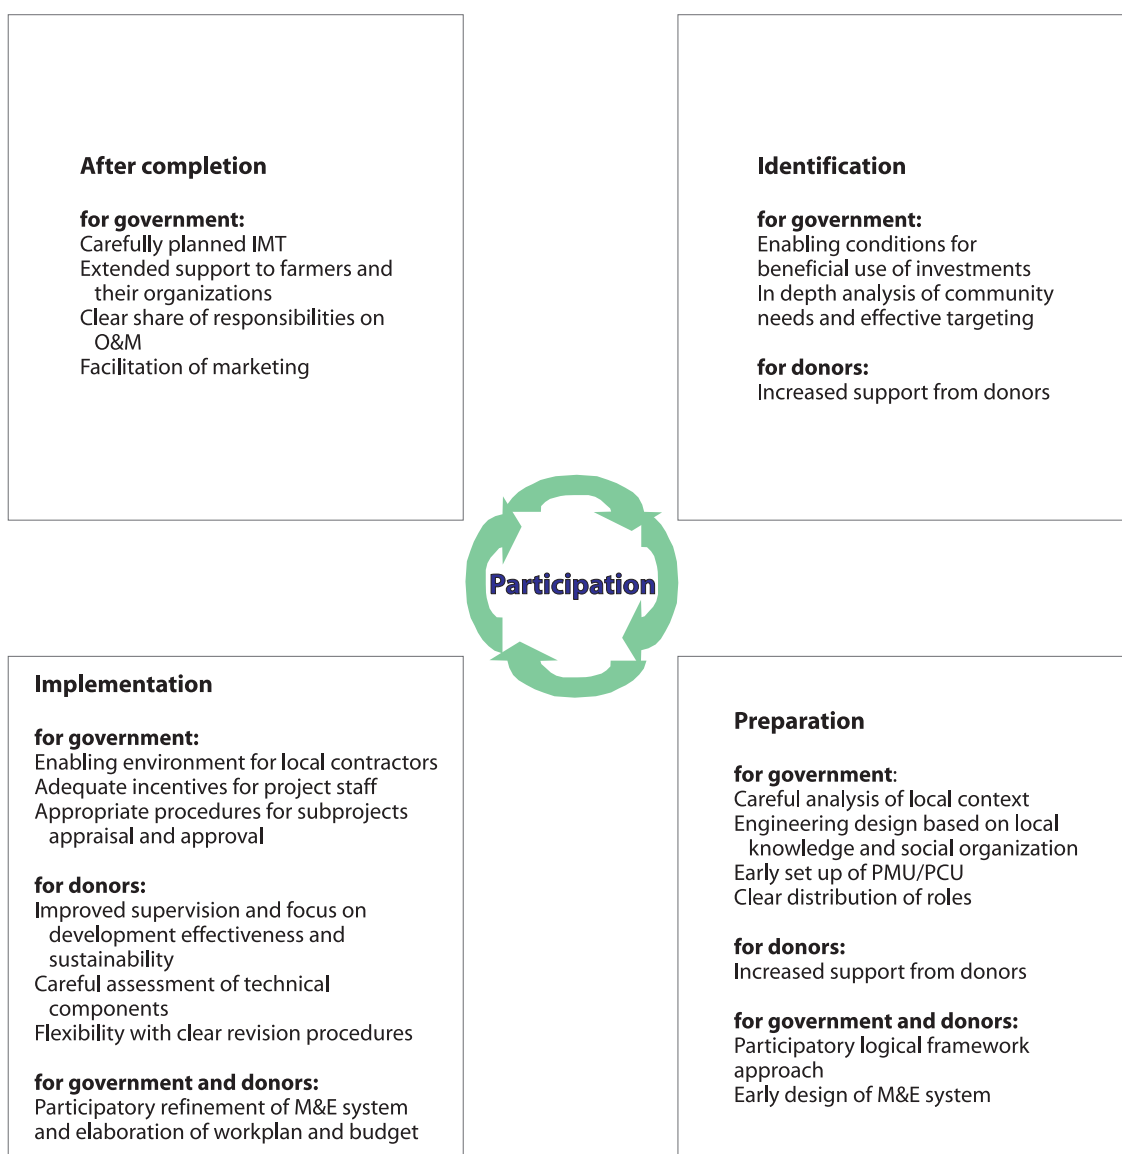 After completion
for government:
Carefully planned IMT
Extended support to farmers and
their organizations
Clear share of responsibilities on
O&M
Facilitation of marketing
Identification
for government:
Enabling conditions for
beneficial use of investments
In depth analysis of community
needs and effective targeting
for donors:
Increased support from donors
Participation
Implementation
for government:
Enabling environment for local contractors
Adequate incentives for project staff
Appropriate procedures for subprojects
appraisal and approval
for donors:
Improved supervision and focus on
development effectiveness and
sustainability
Careful assessment of technical
components
Flexibility with clear revision procedures
for government and donors:
Participatory refinement of M&E system
and elaboration of workplan and budget
Preparation
for government:
Careful analysis of local context
Engineering design based on local
knowledge and social organization
Early set up of PMU/PCU
Clear distribution of roles
for donors:
Increased support from donors
for government and donors:
Participatory logical framework
approach
Early design of M&E system